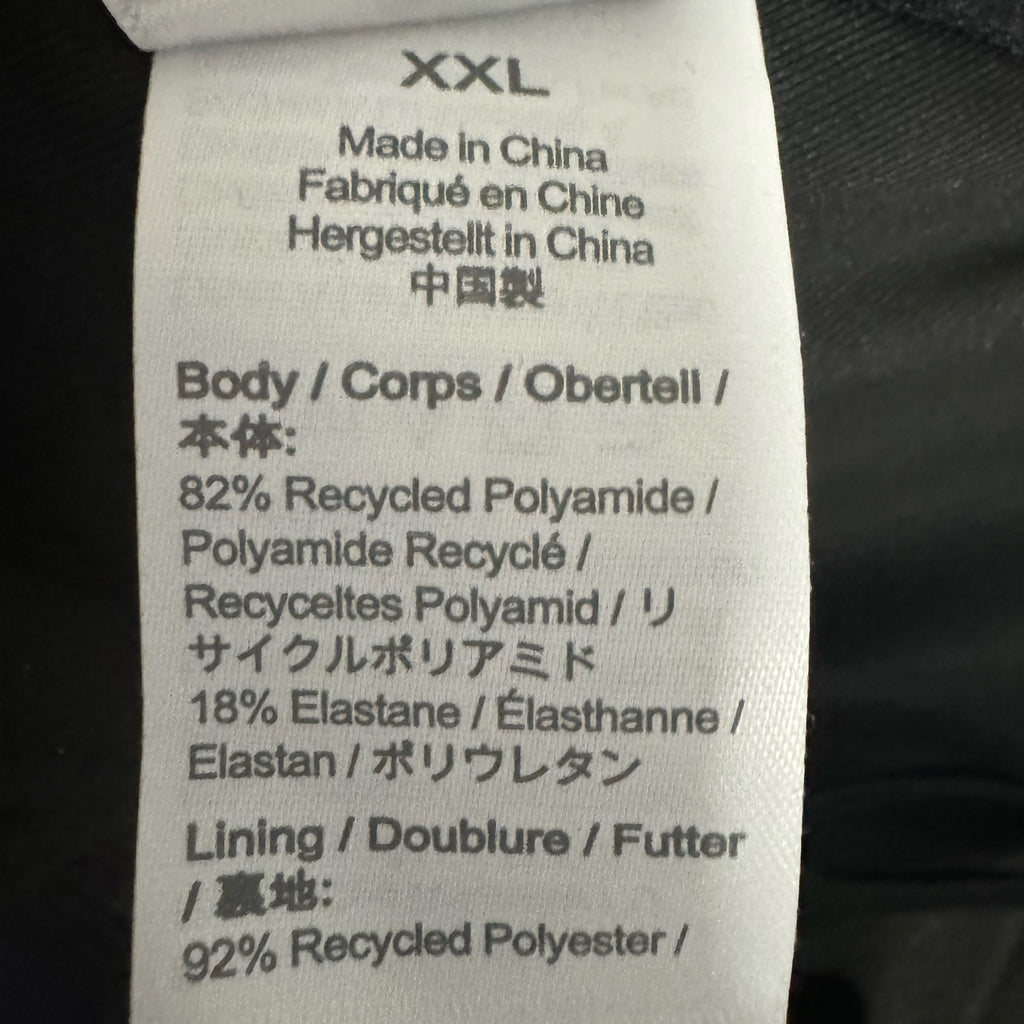 XXL
Made in China
Fabriqué en Chine
Hergestellt in China
中国製
Body / Corps / Oberteil /
本体:
82% Recycled Polyamide /
Polyamide Recyclé /
Recyceltes Polyamid / リ
サイクルポリアミド
18% Elastane / Élasthanne /
Elastan / ポリウレタン
Lining / Doublure / Futter
/ 裏地:
92% Recycled Polyester /